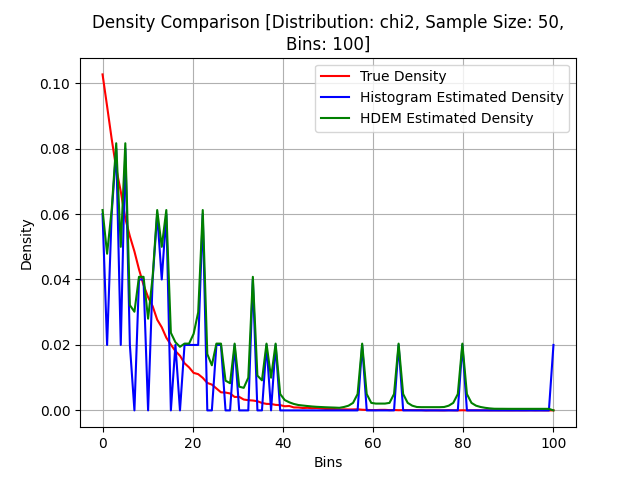 Density Comparison [Distribution: chi2, Sample Size: 50,
Bins: 100]
True Density
Histogram Estimated Density
HDEM Estimated Density
Density
0.10
0.08
0.06
0.04
0.02
0.00
0 20 40 60 80 100
Bins